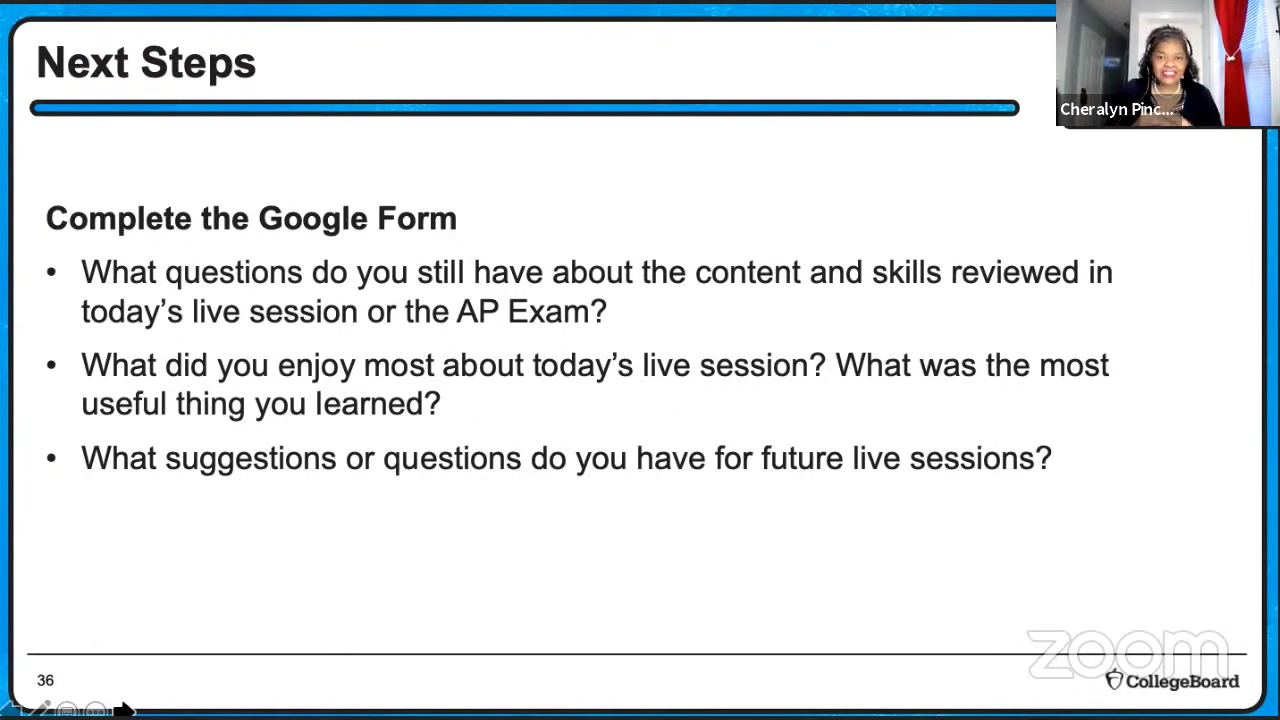 Next Steps
Cheralyn Pinc...
Complete the Google Form
• What questions do you still have about the content and skills reviewed in
today’s live session or the AP Exam?
• What did you enjoy most about today’s live session? What was the most
useful thing you learned?
• What suggestions or questions do you have for future live sessions?
zoom
36
CollegeBoard